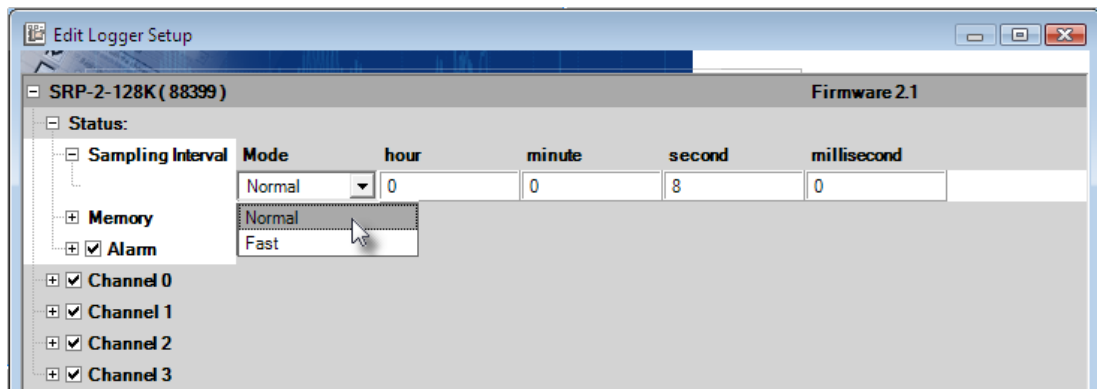 Edit Logger Setup
SRP-2-128K ( 88399 ) Firmware 2.1
Status:
Sampling Interval Mode hour minute second millisecond
Normal 0 0 8 0
Memory Normal
Fast
Alarm
Channel 0
Channel 1
Channel 2
Channel 3